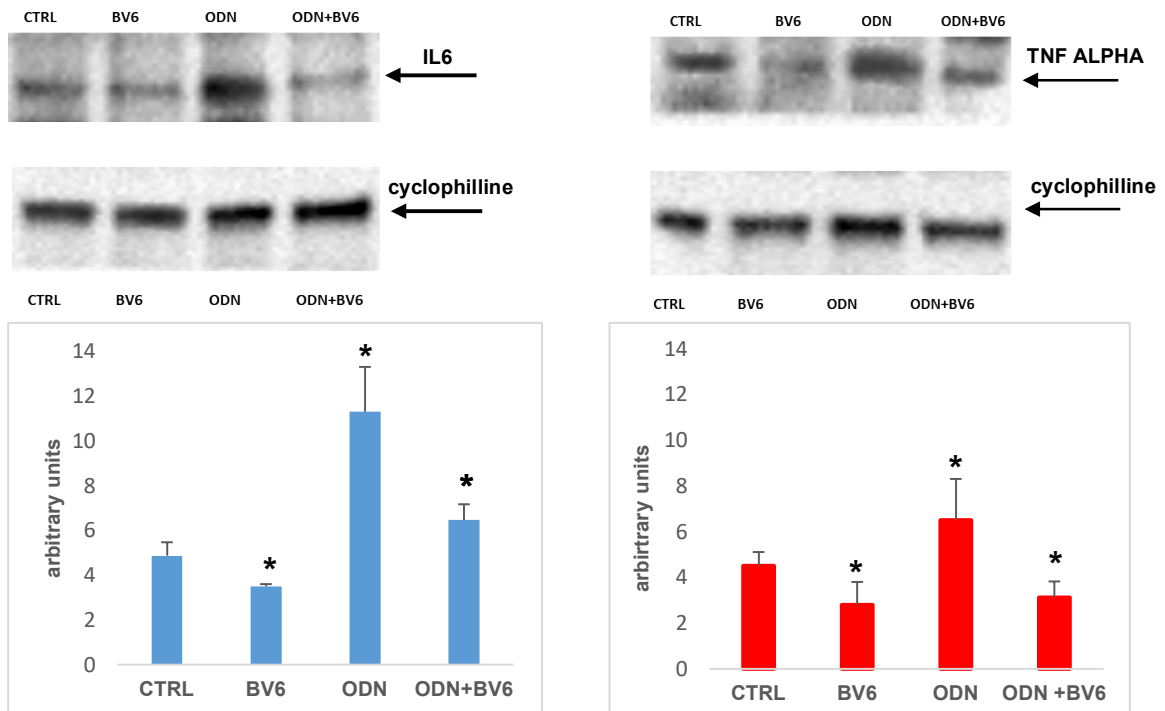 CTRL BV6 ODN ODN+BV6
IL6
cyclophilline
CTRL BV6 ODN ODN+BV6
14
12
10
8
6
4
2
0
arbitrary units
*
*
*
CTRL BV6 ODN ODN+BV6
CTRL BV6 ODN ODN+BV6
TNF ALPHA
cyclophilline
CTRL BV6 ODN ODN+BV6
14
12
10
8
6
4
2
0
arbirtrary units
*
*
*
CTRL BV6 ODN ODN +BV6